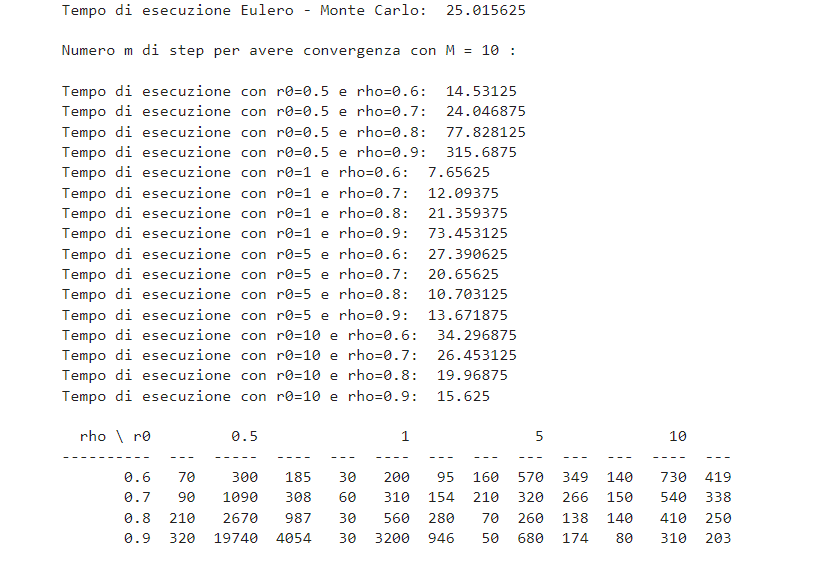 Tempo di esecuzione Eulero - Monte Carlo:  25.015625
Numero m di step per avere convergenza con M = 10 :
Tempo di esecuzione con r0=0.5 e rho=0.6:  14.53125
Tempo di esecuzione con r0=0.5 e rho=0.7:  24.046875
Tempo di esecuzione con r0=0.5 e rho=0.8:  77.828125
Tempo di esecuzione con r0=0.5 e rho=0.9:  315.6875
Tempo di esecuzione con r0=1 e rho=0.6:  7.65625
Tempo di esecuzione con r0=1 e rho=0.7:  12.09375
Tempo di esecuzione con r0=1 e rho=0.8:  21.359375
Tempo di esecuzione con r0=1 e rho=0.9:  73.453125
Tempo di esecuzione con r0=5 e rho=0.6:  27.390625
Tempo di esecuzione con r0=5 e rho=0.7:  20.65625
Tempo di esecuzione con r0=5 e rho=0.8:  10.703125
Tempo di esecuzione con r0=5 e rho=0.9:  13.671875
Tempo di esecuzione con r0=10 e rho=0.6:  34.296875
Tempo di esecuzione con r0=10 e rho=0.7:  26.453125
Tempo di esecuzione con r0=10 e rho=0.8:  19.96875
Tempo di esecuzione con r0=10 e rho=0.9:  15.625
  rho \ r0         0.5                1              5              10
----------  ---  -----  ----  ---  ----  ---  ---  ---  ---  ---  ----  ---
       0.6   70    300   185   30   200   95  160  570  349  140   730  419
       0.7   90   1090   308   60   310  154  210  320  266  150   540  338
       0.8  210   2670   987   30   560  280   70  260  138  140   410  250
       0.9  320  19740  4054   30  3200  946   50  680  174   80   310  203